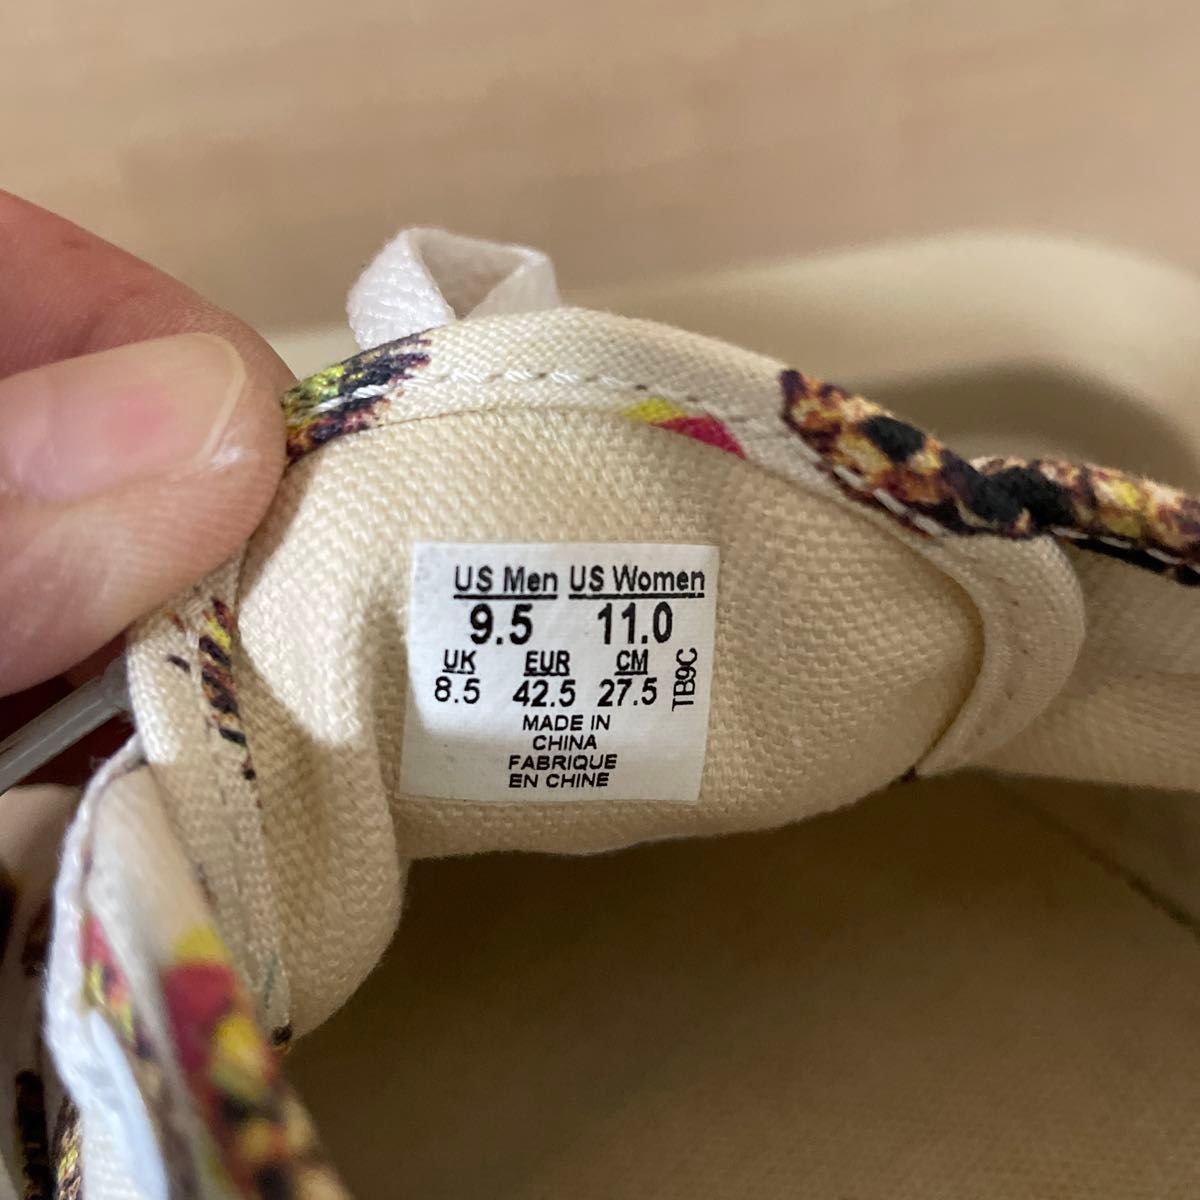 US Men US Women
9.5 11.0
UK EUR CM
8.5 42.5 27.5
TB9C
MADE IN
CHINA
FABRIQUE
EN CHINE